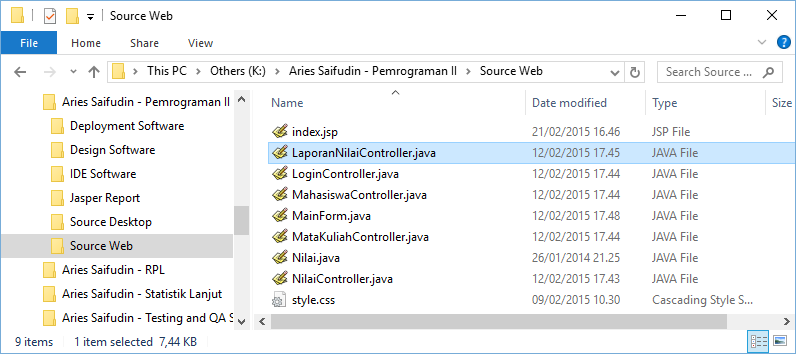 Source Web
File Home Share View
This PC > Others (K:) > Aries Saifudin - Pemrograman II > Source Web
Search Source ...
Aries Saifudin - Pemrograman II
Deployment Software
Design Software
IDE Software
Jasper Report
Source Desktop
Source Web
Aries Saifudin - RPL
Aries Saifudin - Statistik Lanjut
Aries Saifudin - Testing and QA S
Name Date modified Type Size
index.jsp 21/02/2015 16.46 JSP File
LaporanNilaiController.java 12/02/2015 17.45 JAVA File
LoginController.java 12/02/2015 17.44 JAVA File
MahasiswaController.java 12/02/2015 17.44 JAVA File
MainForm.java 12/02/2015 17.48 JAVA File
MataKuliahController.java 12/02/2015 17.44 JAVA File
Nilai.java 26/01/2014 21.25 JAVA File
NilaiController.java 12/02/2015 17.43 JAVA File
style.css 09/02/2015 10.30 Cascading Style S...
9 items 1 item selected 7,44 KB